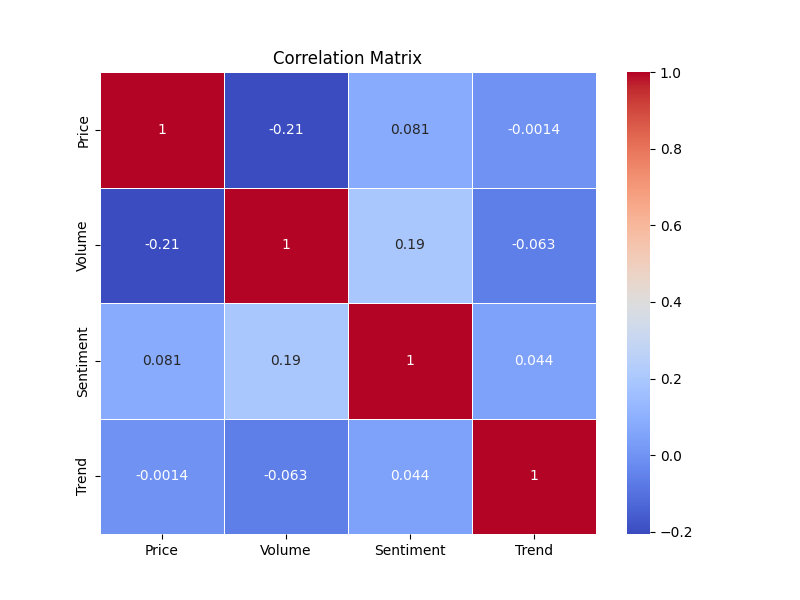 Correlation Matrix
Price 1 -0.21 0.081 -0.0014
Volume -0.21 1 0.19 -0.063
Sentiment 0.081 0.19 1 0.044
Trend -0.0014 -0.063 0.044 1
Price Volume Sentiment Trend
1.0
0.8
0.6
0.4
0.2
0.0
−0.2